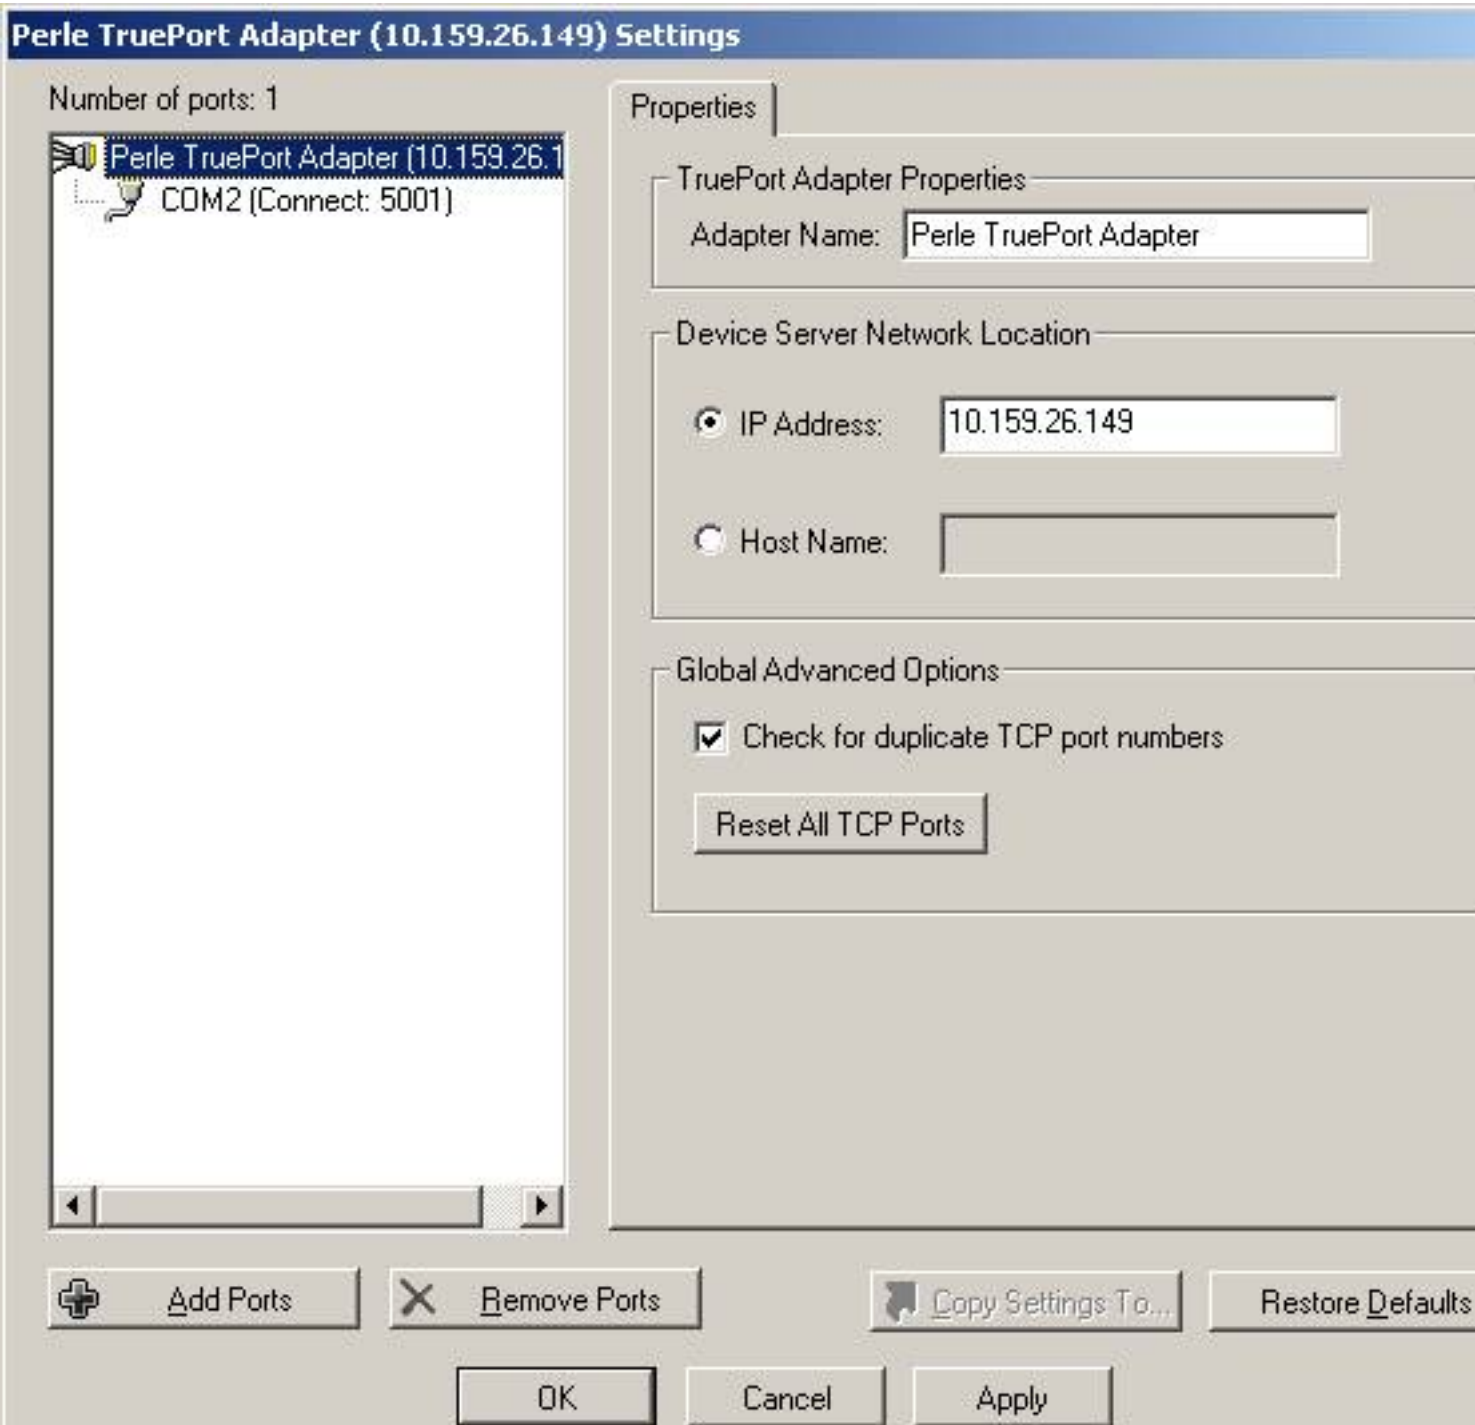 Perle TruePort Adapter (10.159.26.149) Settings
Number of ports: 1
Perle TruePort Adapter (10.159.26.1
COM2 (Connect: 5001)
Properties
TruePort Adapter Properties
Adapter Name: Perle TruePort Adapter
Device Server Network Location
IP Address: 10.159.26.149
Host Name:
Global Advanced Options
Check for duplicate TCP port numbers
Reset All TCP Ports
Add Ports Remove Ports Copy Settings To... Restore Defaults
OK Cancel Apply